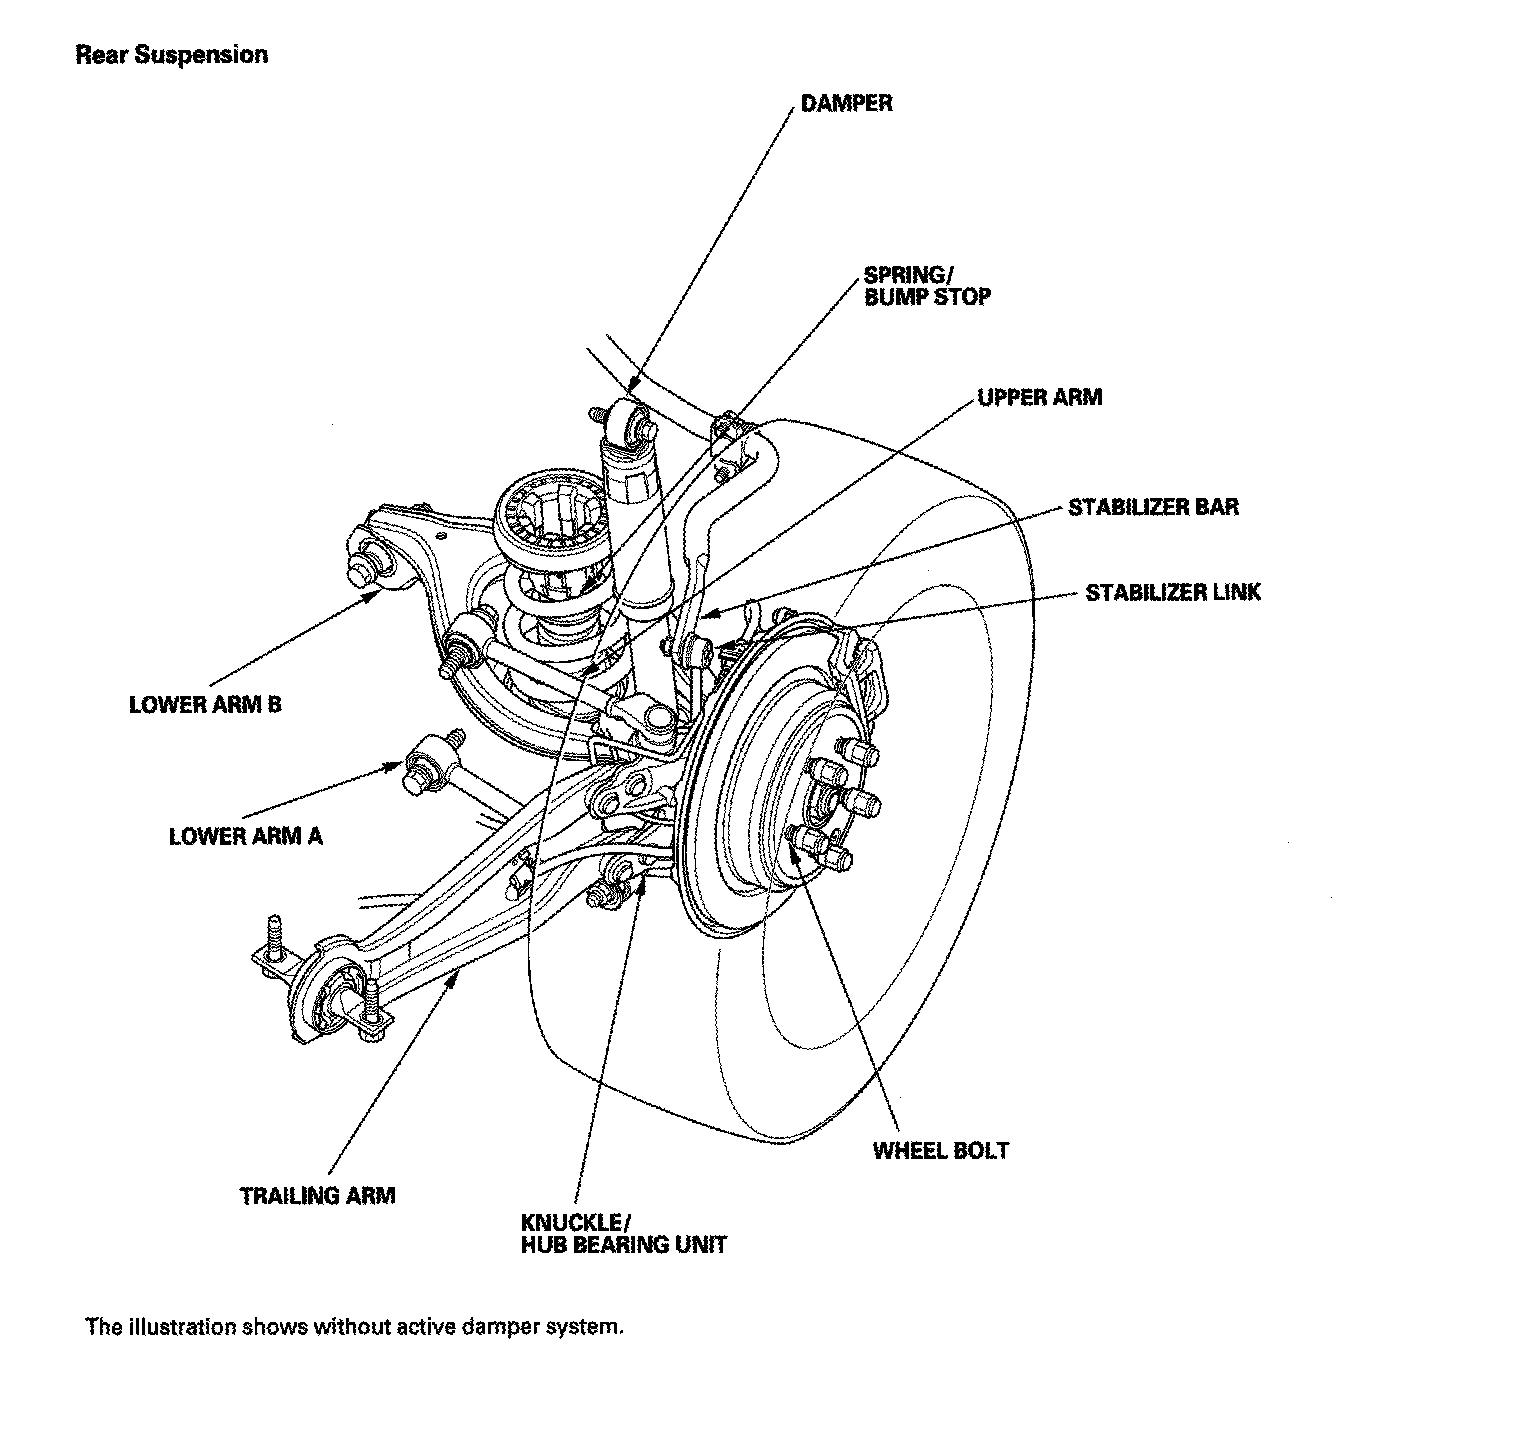 Rear Suspension
DAMPER
SPRING/
BUMP STOP
UPPER ARM
STABILIZER BAR
STABILIZER LINK
LOWER ARM B
LOWER ARM A
WHEEL BOLT
TRAILING ARM
KNUCKLE/
HUB BEARING UNIT
The illustration shows without active damper system.